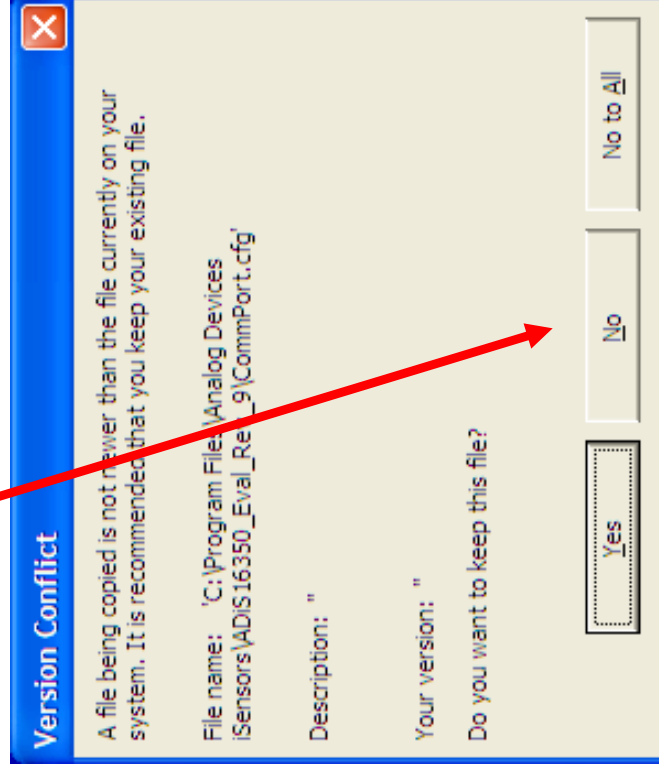 Version Conflict
A file being copied is not newer than the file currently on your
system. It is recommended that you keep your existing file.
File name: 'C:\Program Files\Analog Devices
iSensors\ADiS16350_Eval_Rev_9\CommPort.cfg'
Description: ''
Your version: ''
Do you want to keep this file?
Yes
No
No to All